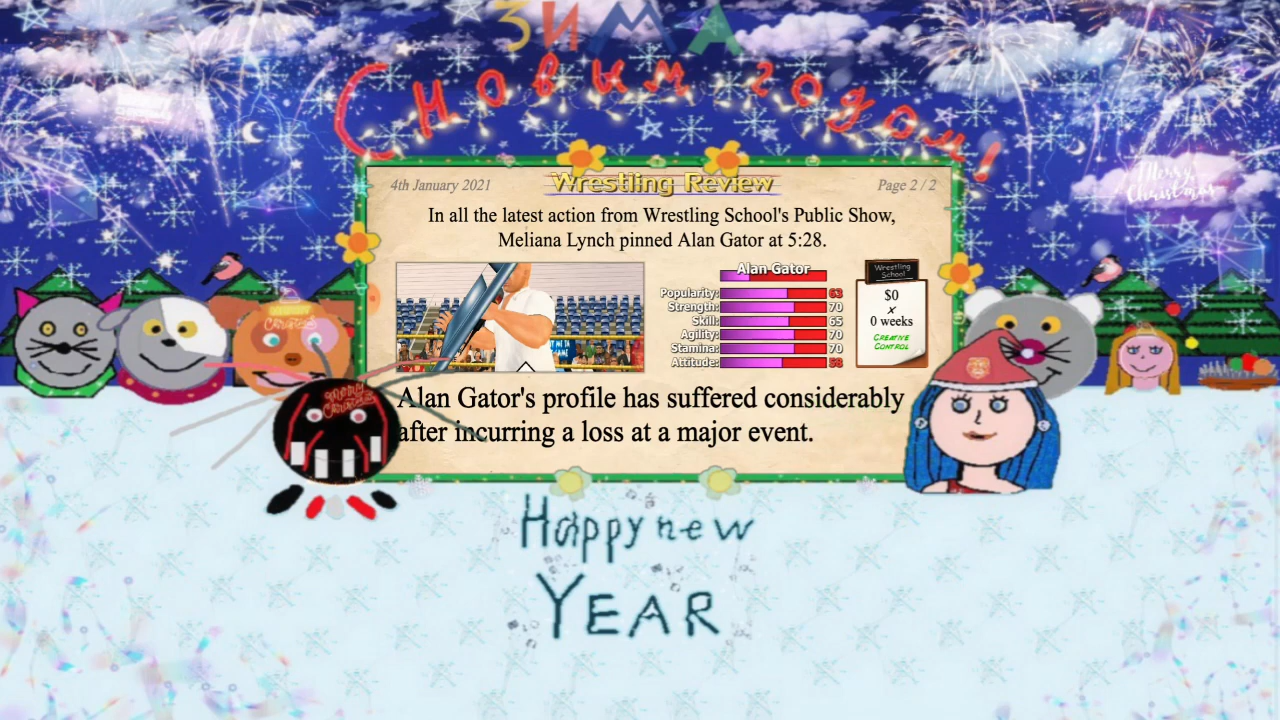 ЗИМА
С новым годом!
4th January 2021
Wrestling Review
Page 2 / 2
In all the latest action from Wrestling School's Public Show,
Meliana Lynch pinned Alan Gator at 5:28.
Alan Gator
Popularity: 63
Strength: 70
Skill: 65
Agility: 70
Stamina: 70
Attitude: 58
Wrestling
School
$0
x
0 weeks
CREATIVE
CONTROL
Alan Gator's profile has suffered considerably
after incurring a loss at a major event.
Merry
Christmas
Merry
Christmas
Happy new
YEAR